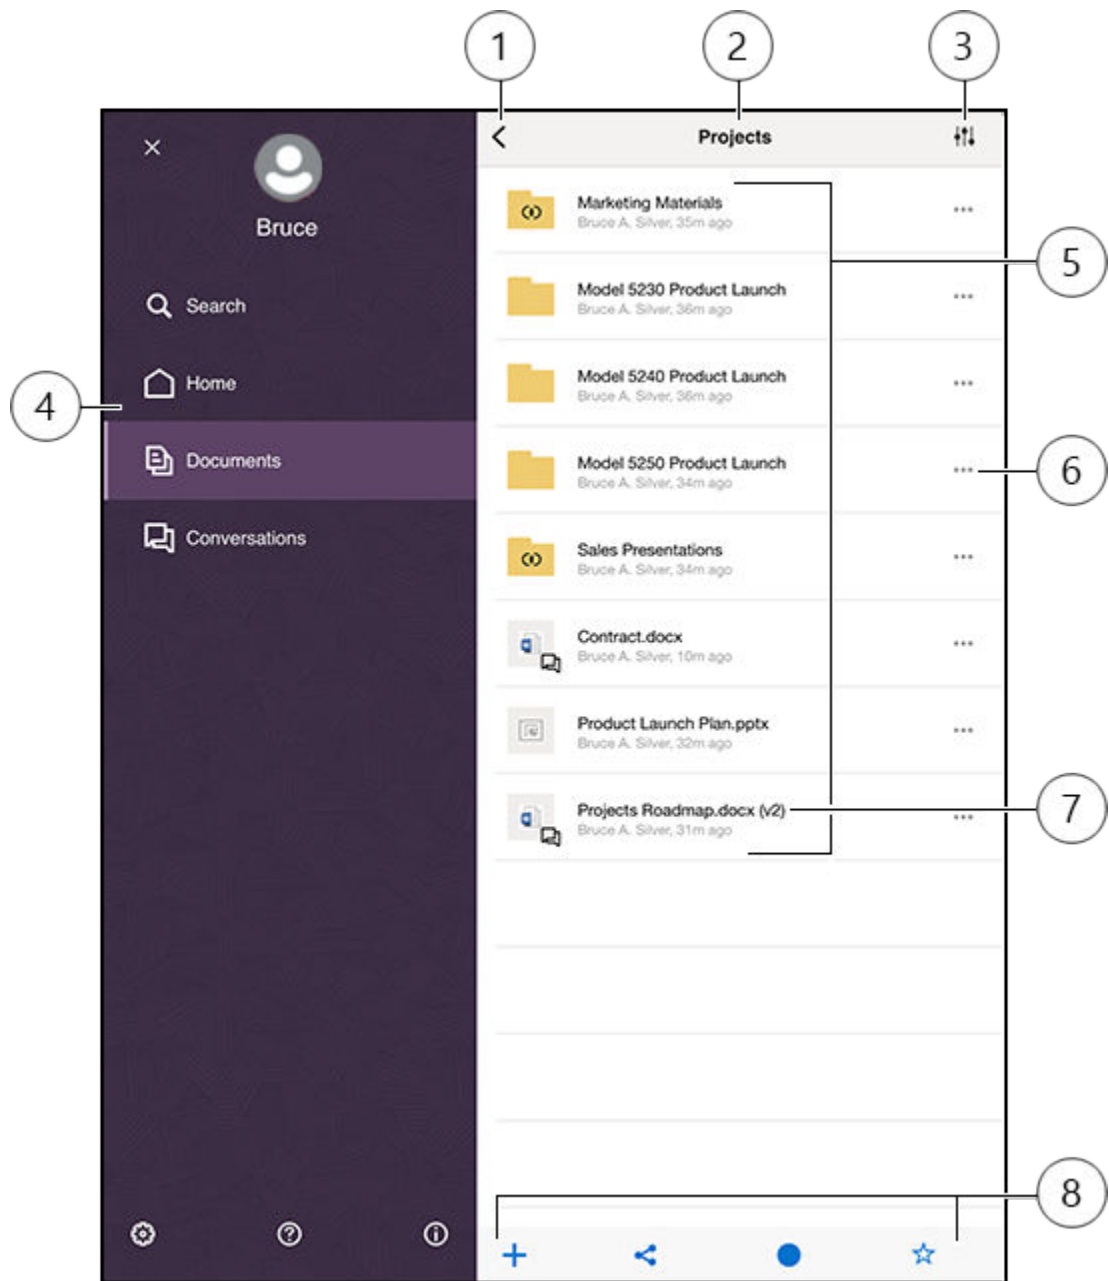 1
2
3
Projects
Bruce
Search
Home
Documents
Conversations
4
Marketing Materials
Bruce A. Silver, 35m ago
Model 5230 Product Launch
Bruce A. Silver, 36m ago
Model 5240 Product Launch
Bruce A. Silver, 36m ago
Model 5250 Product Launch
Bruce A. Silver, 34m ago
Sales Presentations
Bruce A. Silver, 34m ago
Contract.docx
Bruce A. Silver, 10m ago
Product Launch Plan.pptx
Bruce A. Silver, 32m ago
Projects Roadmap.docx (v2)
Bruce A. Silver, 31m ago
5
6
7
8